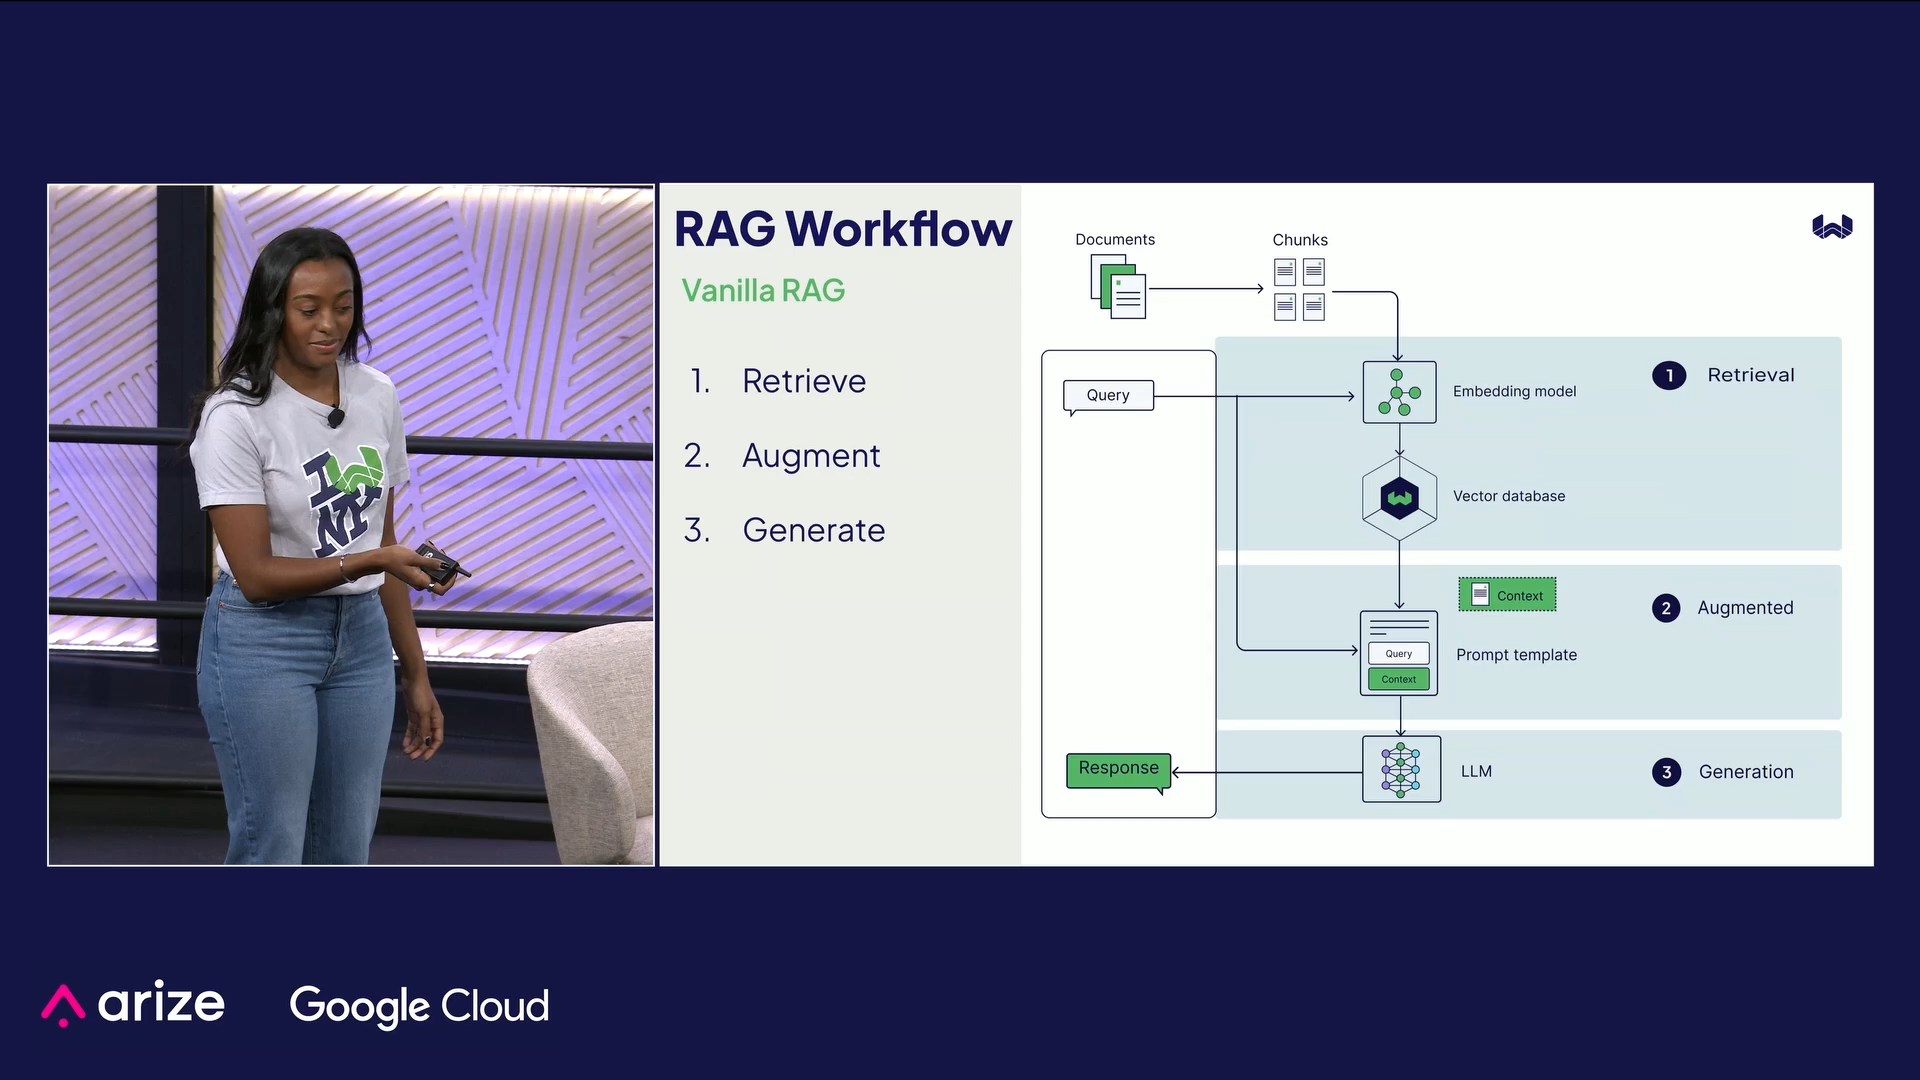 RAG Workflow
Vanilla RAG
1. Retrieve
2. Augment
3. Generate
Documents
Chunks
Query
Embedding model
1 Retrieval
Vector database
Context
2 Augmented
Query
Context
Prompt template
Response
LLM
3 Generation
I
NY
arize
Google Cloud